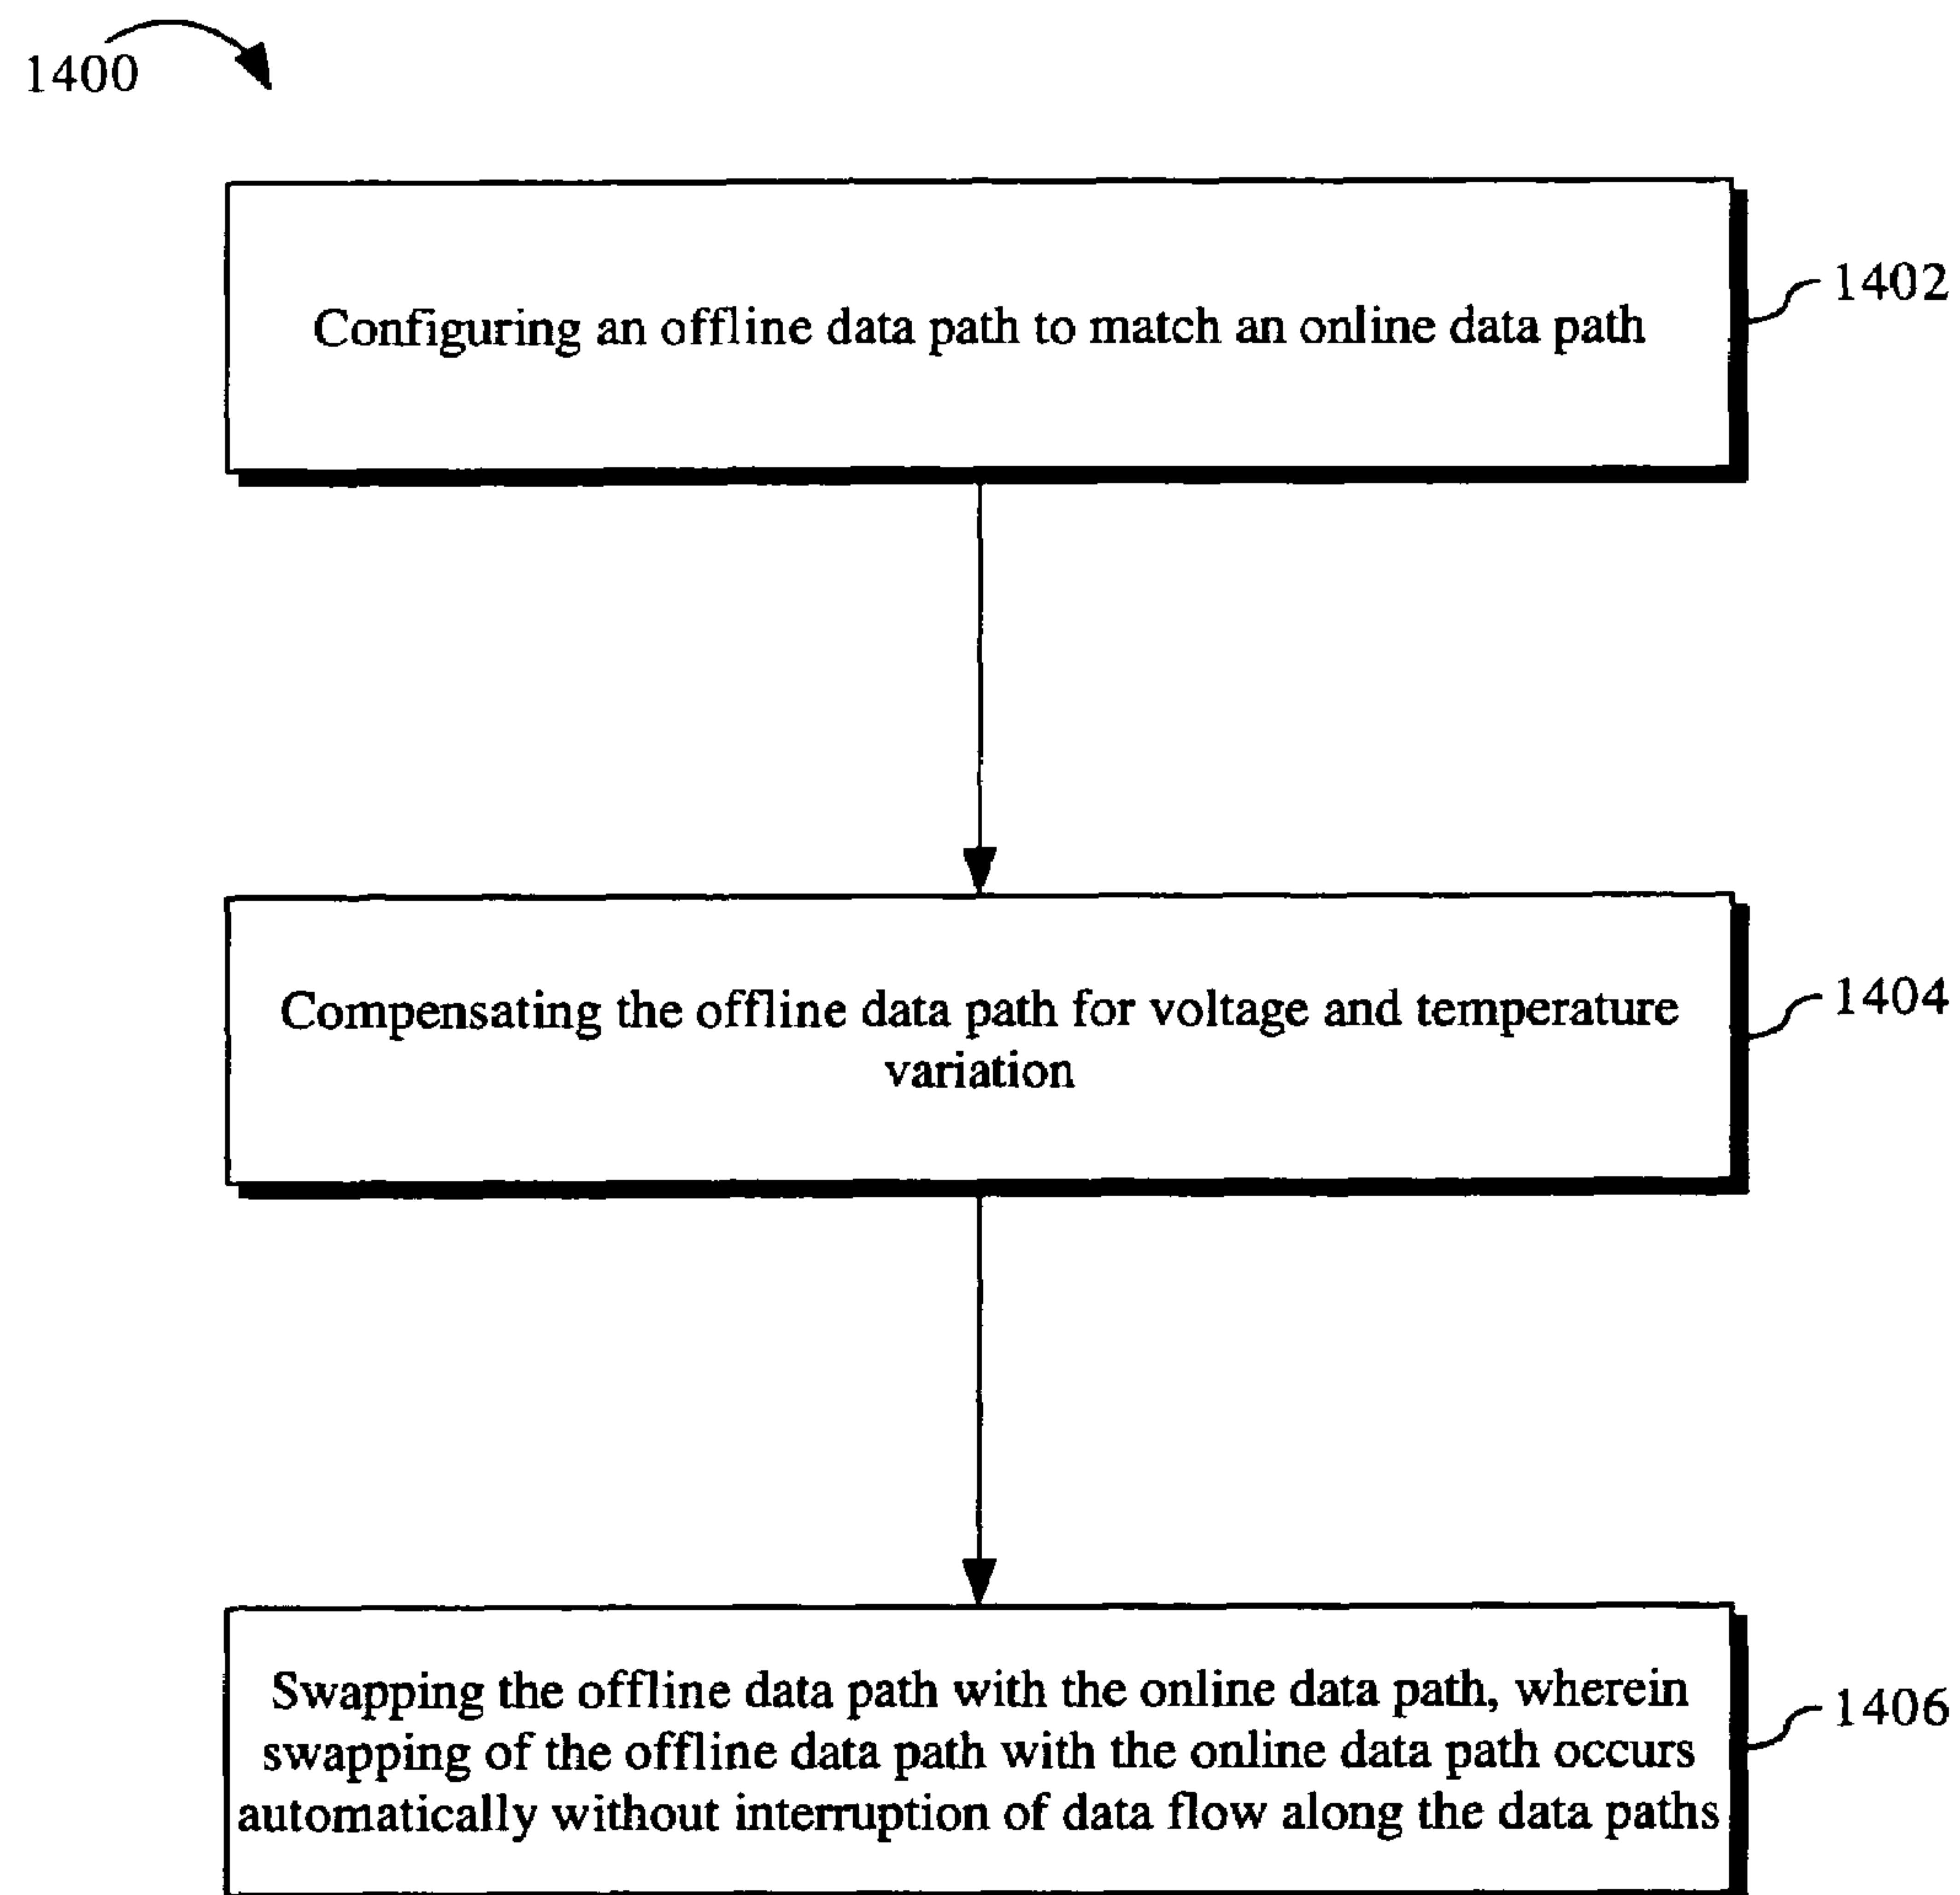 1400
Configuring an offline data path to match an online data path
1402
Compensating the offline data path for voltage and temperature
variation
1404
Swapping the offline data path with the online data path, wherein
swapping of the offline data path with the online data path occurs
automatically without interruption of data flow along the data paths
1406